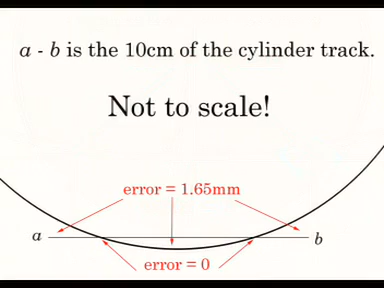 a - b is the 10cm of the cylinder track.
Not to scale!
error = 1.65mm
a
b
error = 0